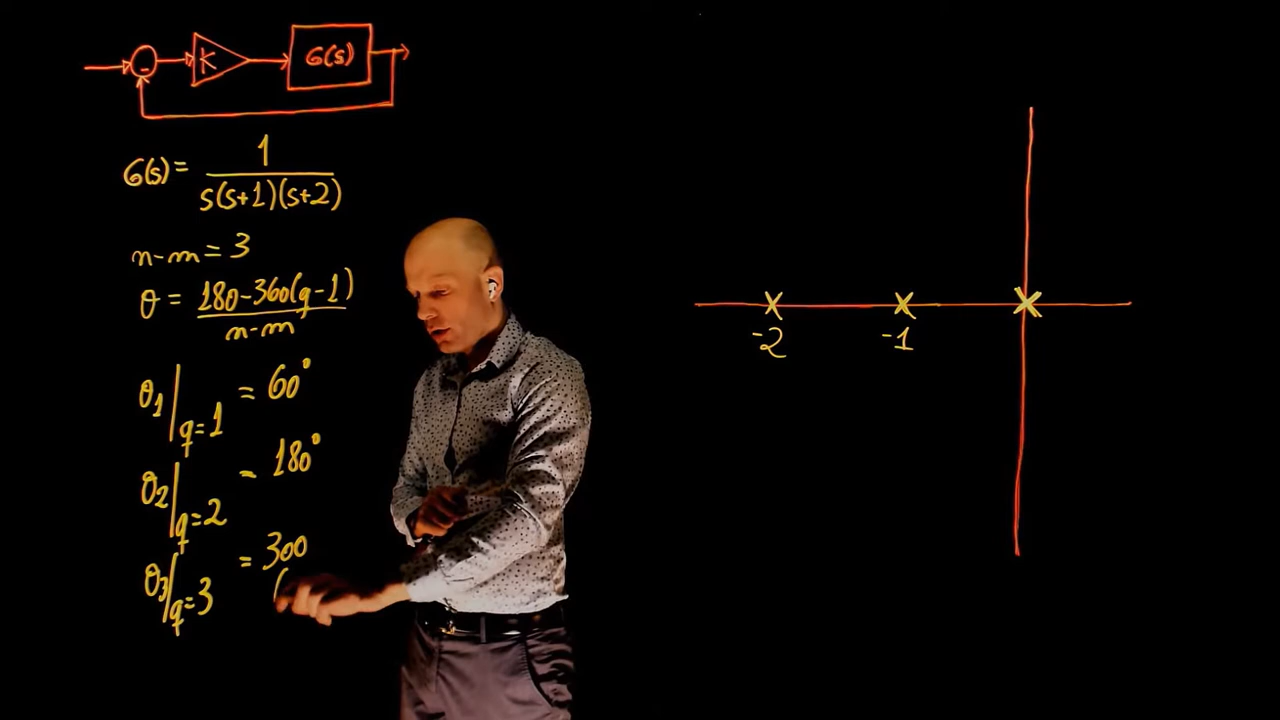 K G(s)
-
G(s) = 1 / s(s+1)(s+2)
n-m = 3
θ = 180-360(q-1) / n-m
θ1 | q=1 = 60°
θ2 | q=2 = 180°
θ3 | q=3 = 300
(
-2 -1